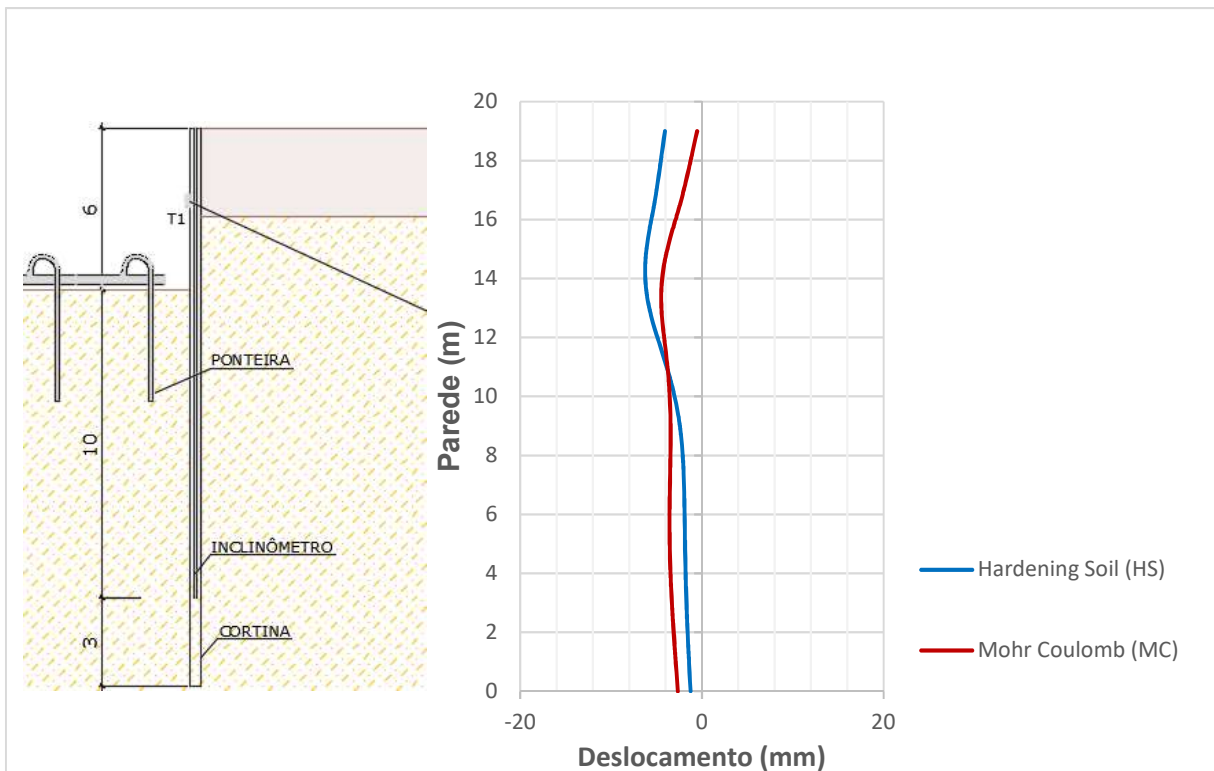 6
T1
PONTEIRA
10
INCLINÔMETRO
3
CORTINA
Parede (m)
20
18
16
14
12
10
8
6
4
2
0
-20
0
20
Deslocamento (mm)
Hardening Soil (HS)
Mohr Coulomb (MC)